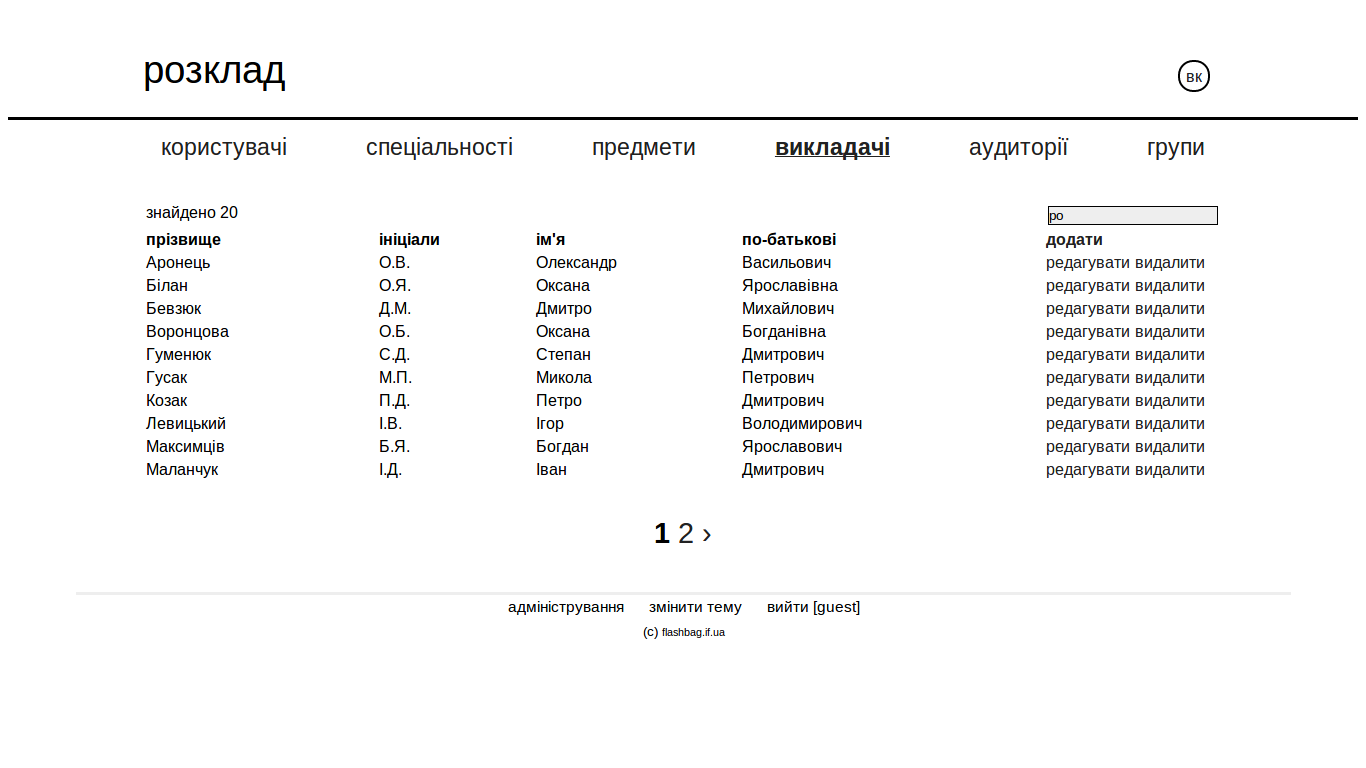 розклад
вк
користувачі спеціальності предмети викладачі аудиторії групи
знайдено 20 ро
прізвище ініціали ім'я по-батькові додати
Аронець О.В. Олександр Васильович редагувати видалити
Білан О.Я. Оксана Ярославівна редагувати видалити
Бевзюк Д.М. Дмитро Михайлович редагувати видалити
Воронцова О.Б. Оксана Богданівна редагувати видалити
Гуменюк С.Д. Степан Дмитрович редагувати видалити
Гусак М.П. Микола Петрович редагувати видалити
Козак П.Д. Петро Дмитрович редагувати видалити
Левицький І.В. Ігор Володимирович редагувати видалити
Максимців Б.Я. Богдан Ярославович редагувати видалити
Маланчук І.Д. Іван Дмитрович редагувати видалити
1 2 ›
адміністрування змінити тему вийти [guest]
(c) flashbag.if.ua